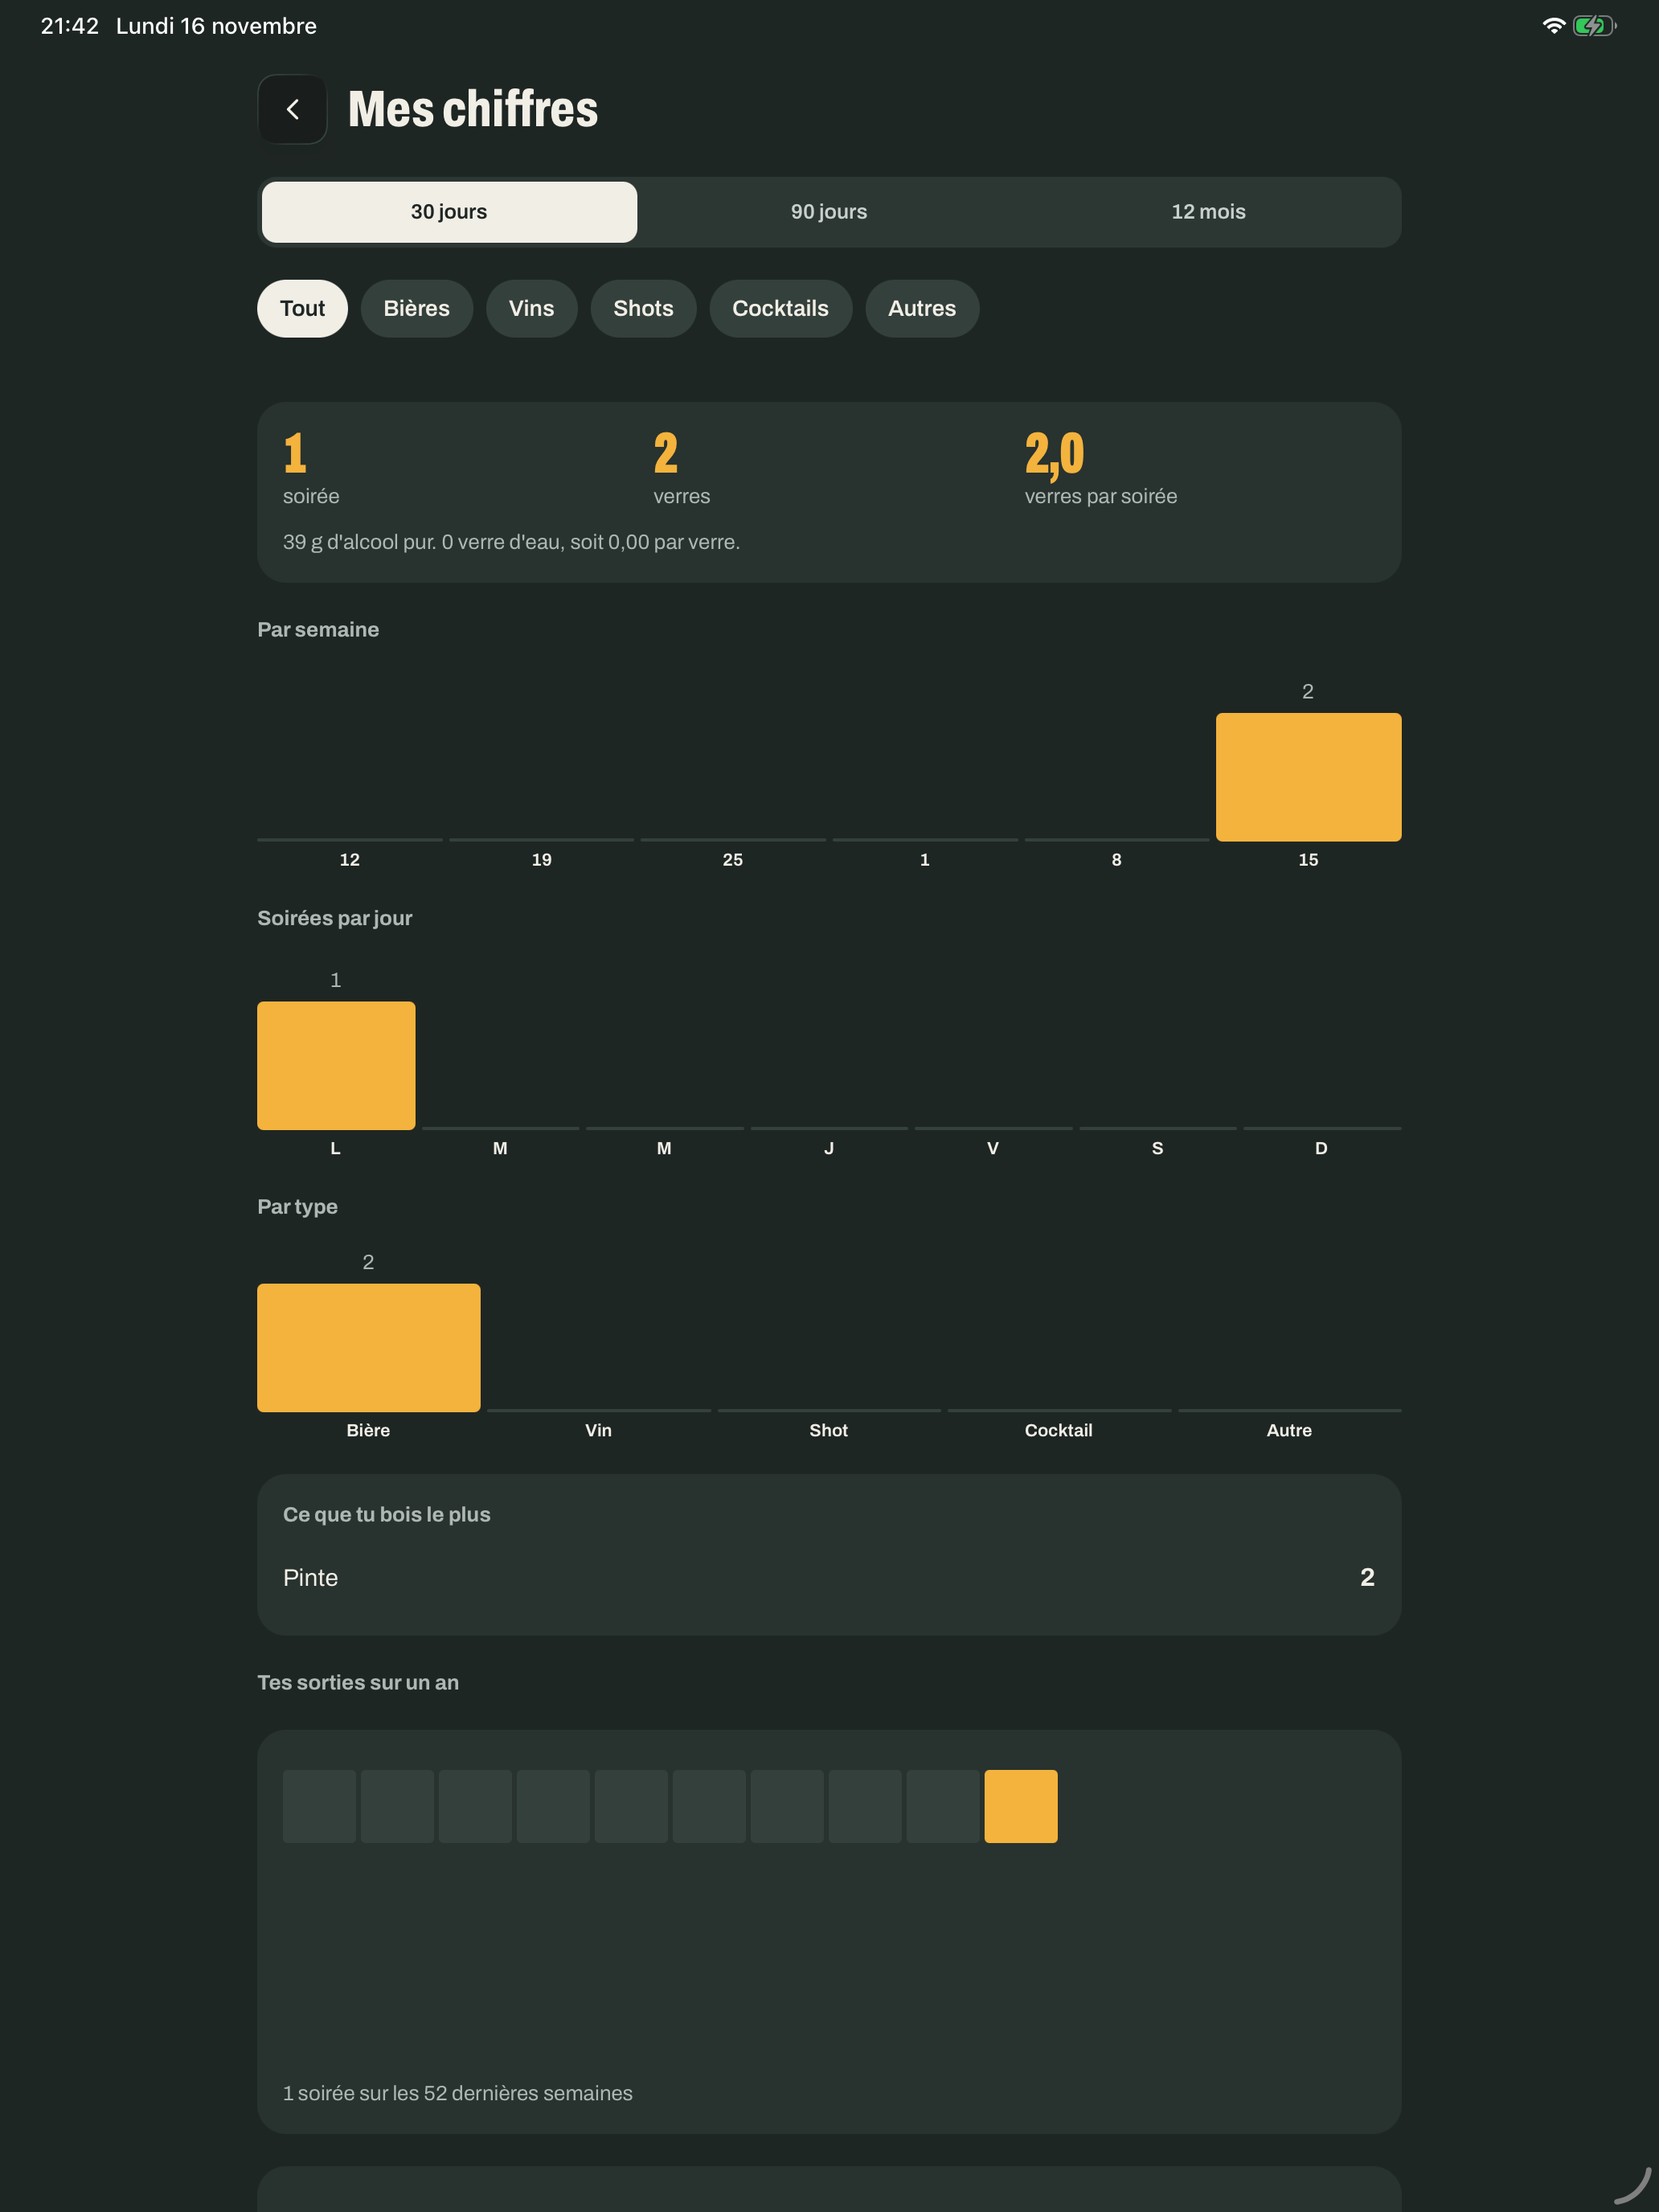 21:42 Lundi 16 novembre
Mes chiffres
30 jours 90 jours 12 mois
Tout Bières Vins Shots Cocktails Autres
1 2 2,0
soirée verres verres par soirée
39 g d'alcool pur. 0 verre d'eau, soit 0,00 par verre.
Par semaine
2
12 19 25 1 8 15
Soirées par jour
1
L M M J V S D
Par type
2
Bière Vin Shot Cocktail Autre
Ce que tu bois le plus
Pinte 2
Tes sorties sur un an
1 soirée sur les 52 dernières semaines